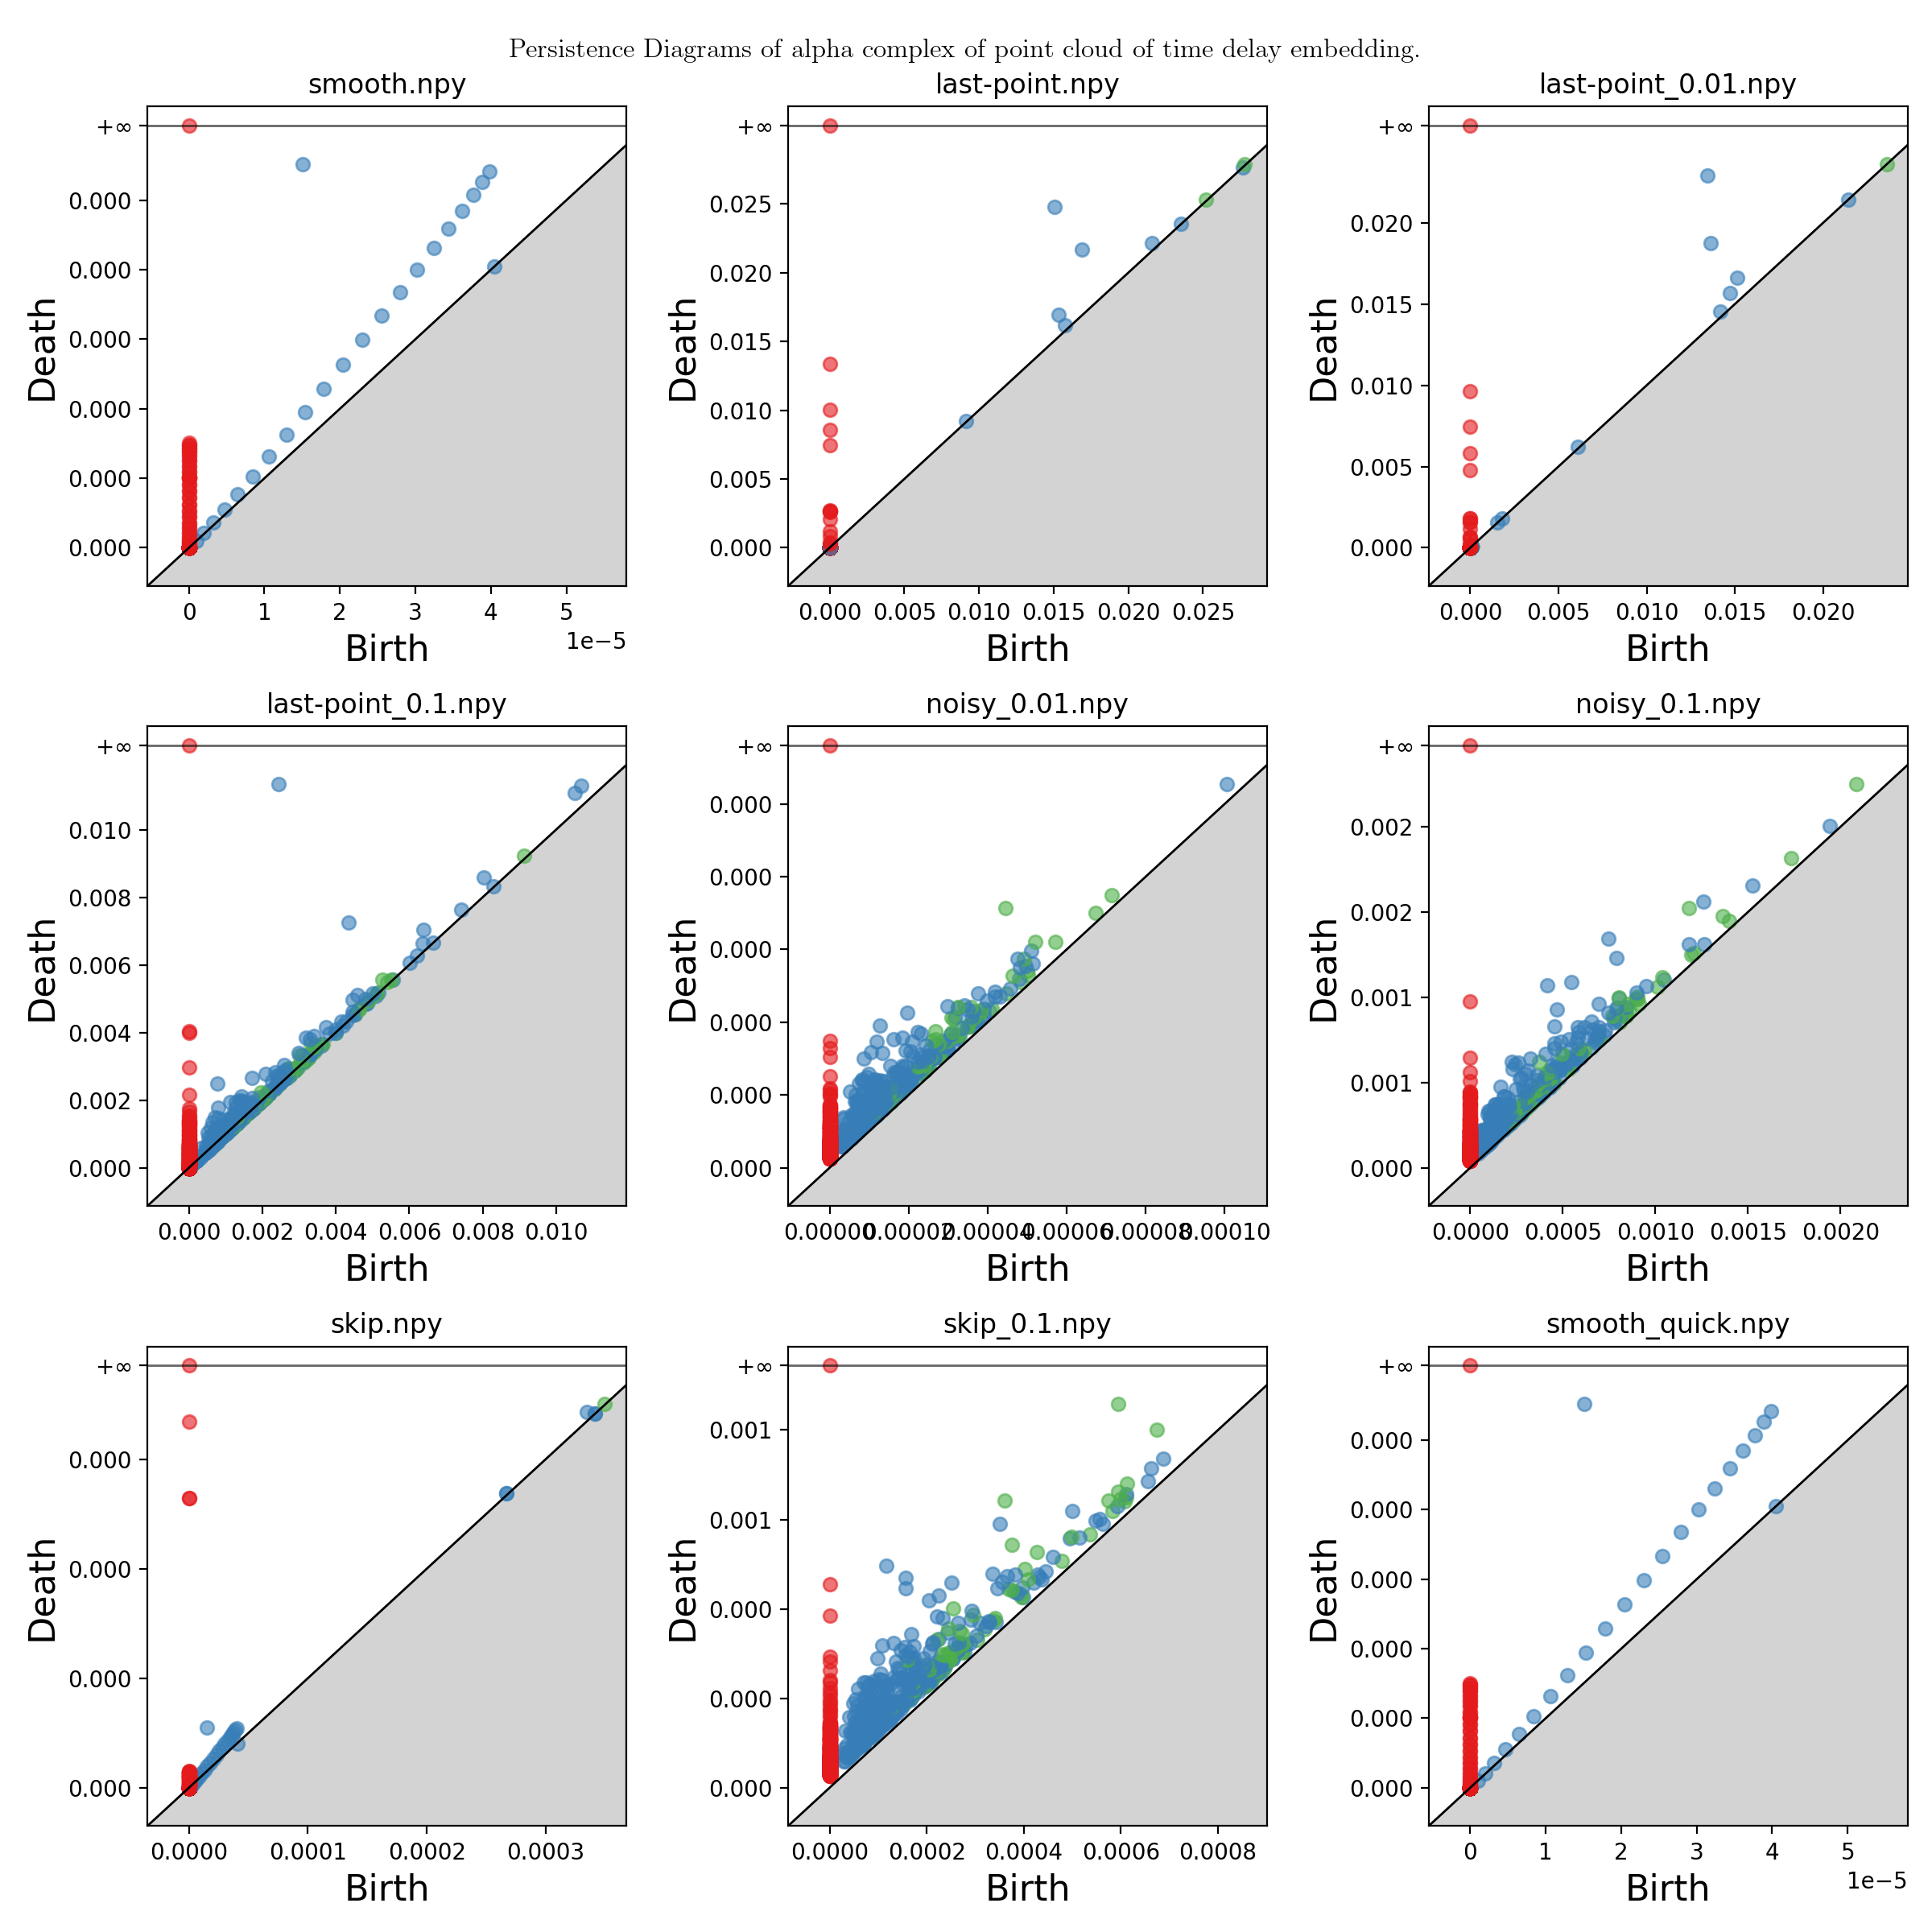 Persistence Diagrams of alpha complex of point cloud of time delay embedding.
smooth.npy
+∞
0.000
0.000
0.000
0.000
0.000
0.000
Death
0 1 2 3 4 5
1e−5
Birth
last-point.npy
+∞
0.025
0.020
0.015
0.010
0.005
0.000
Death
0.000 0.005 0.010 0.015 0.020 0.025
Birth
last-point_0.01.npy
+∞
0.020
0.015
0.010
0.005
0.000
Death
0.000 0.005 0.010 0.015 0.020
Birth
last-point_0.1.npy
+∞
0.010
0.008
0.006
0.004
0.002
0.000
Death
0.000 0.002 0.004 0.006 0.008 0.010
Birth
noisy_0.01.npy
+∞
0.000
0.000
0.000
0.000
0.000
0.000
Death
0.00000 0.00002 0.00004 0.00006 0.00008 0.00010
Birth
noisy_0.1.npy
+∞
0.002
0.002
0.001
0.001
0.000
Death
0.0000 0.0005 0.0010 0.0015 0.0020
Birth
skip.npy
+∞
0.000
0.000
0.000
0.000
Death
0.0000 0.0001 0.0002 0.0003
Birth
skip_0.1.npy
+∞
0.001
0.001
0.000
0.000
0.000
Death
0.0000 0.0002 0.0004 0.0006 0.0008
Birth
smooth_quick.npy
+∞
0.000
0.000
0.000
0.000
0.000
0.000
Death
0 1 2 3 4 5
1e−5
Birth